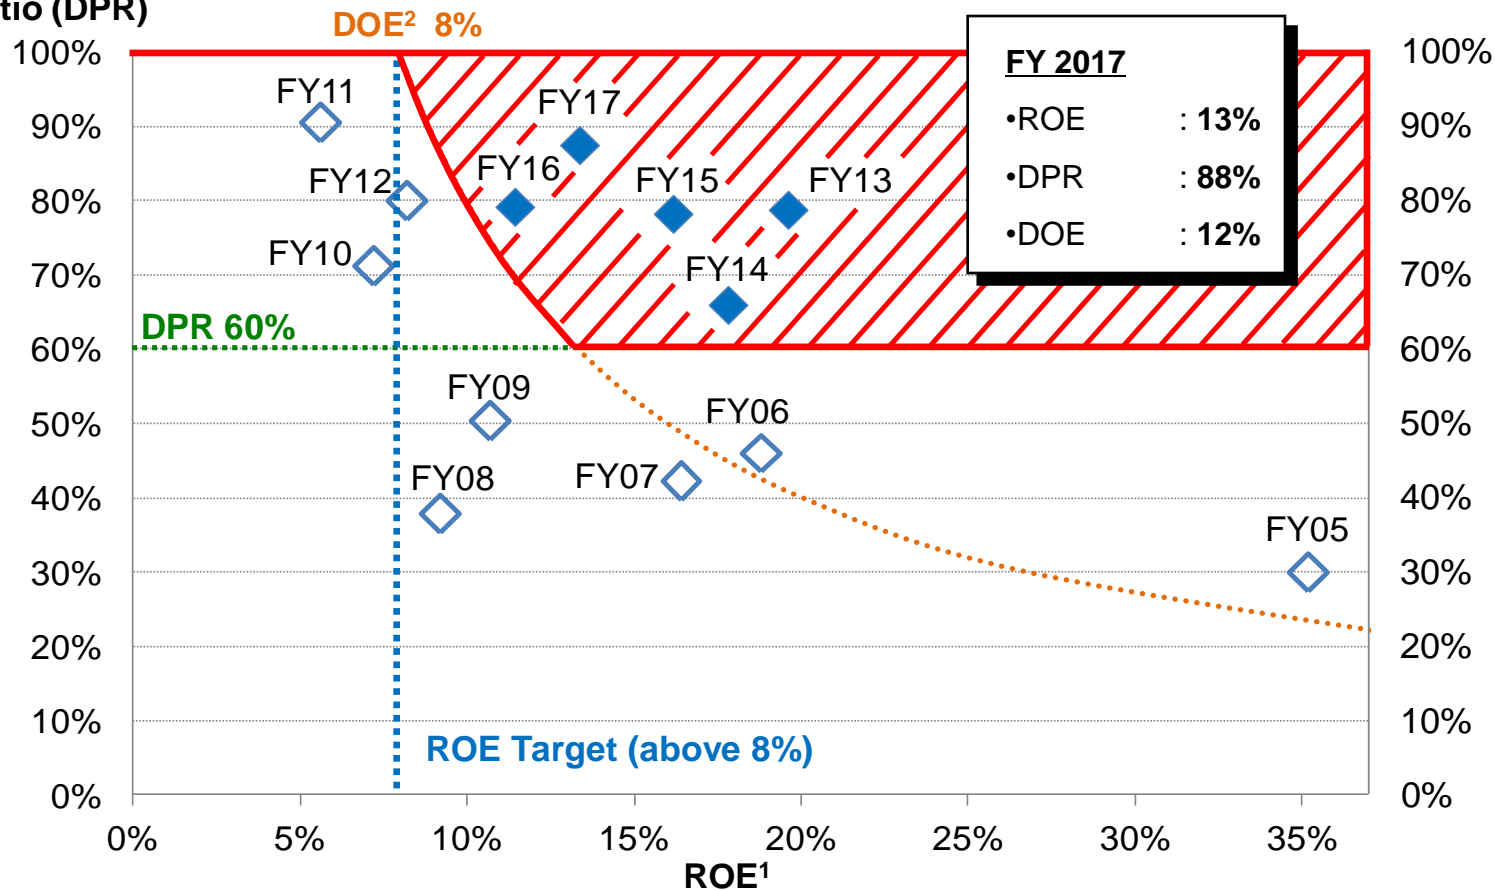 tio (DPR)
DOE² 8%
100%
90%
80%
70%
60%
50%
40%
30%
20%
10%
0%
100%
90%
80%
70%
60%
50%
40%
30%
20%
10%
0%
FY 2017
•ROE : 13%
•DPR : 88%
•DOE : 12%
FY11
FY17
FY16
FY12
FY15
FY13
FY10
FY14
DPR 60%
FY09
FY06
FY08
FY07
FY05
ROE Target (above 8%)
0% 5% 10% 15% 20% 25% 30% 35%
ROE¹